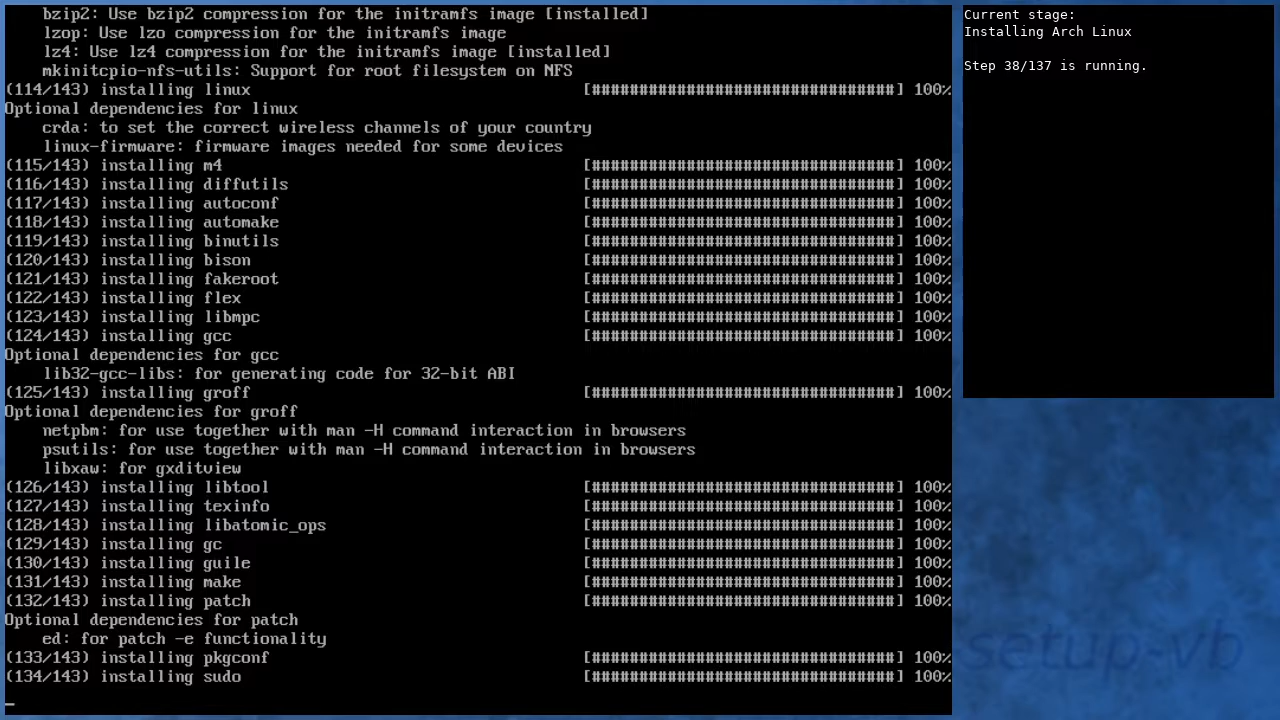 bzip2: Use bzip2 compression for the initramfs image [installed]
lzop: Use lzo compression for the initramfs image
lz4: Use lz4 compression for the initramfs image [installed]
mkinitcpio-nfs-utils: Support for root filesystem on NFS
(114/143) installing linux [################################] 100%
Optional dependencies for linux
crda: to set the correct wireless channels of your country
linux-firmware: firmware images needed for some devices
(115/143) installing m4 [################################] 100%
(116/143) installing diffutils [################################] 100%
(117/143) installing autoconf [################################] 100%
(118/143) installing automake [################################] 100%
(119/143) installing binutils [################################] 100%
(120/143) installing bison [################################] 100%
(121/143) installing fakeroot [################################] 100%
(122/143) installing flex [################################] 100%
(123/143) installing libmpc [################################] 100%
(124/143) installing gcc [################################] 100%
Optional dependencies for gcc
lib32-gcc-libs: for generating code for 32-bit ABI
(125/143) installing groff [################################] 100%
Optional dependencies for groff
netpbm: for use together with man -H command interaction in browsers
psutils: for use together with man -H command interaction in browsers
libxaw: for gxditview
(126/143) installing libtool [################################] 100%
(127/143) installing texinfo [################################] 100%
(128/143) installing libatomic_ops [################################] 100%
(129/143) installing gc [################################] 100%
(130/143) installing guile [################################] 100%
(131/143) installing make [################################] 100%
(132/143) installing patch [################################] 100%
Optional dependencies for patch
ed: for patch -e functionality
(133/143) installing pkgconf [################################] 100%
(134/143) installing sudo [################################] 100%
Current stage:
Installing Arch Linux
Step 38/137 is running.
setup-vb